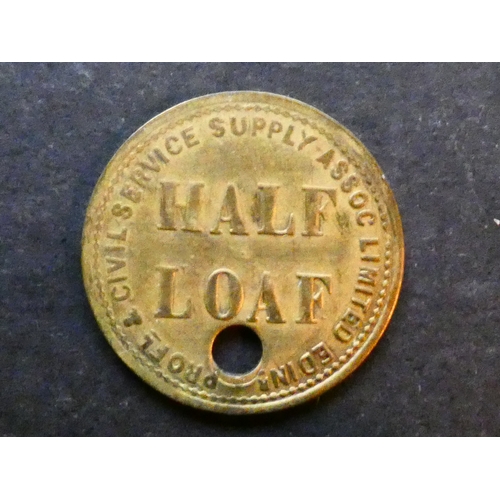 PROFL & CIVIL SERVICE SUPPLY ASSOC LIMITED EDINR
HALF
LOAF